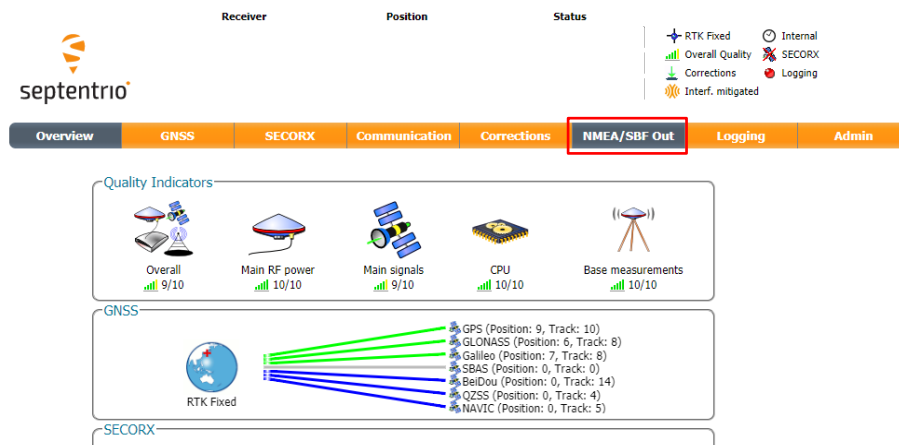 Receiver Position Status
septentrio
RTK Fixed Internal
Overall Quality SECORX
Corrections Logging
Interf. mitigated
Overview GNSS SECORX Communication Corrections NMEA/SBF Out Logging Admin
Quality Indicators
Overall Main RF power Main signals CPU Base measurements
9/10 10/10 9/10 10/10 10/10
GNSS
GPS (Position: 9, Track: 10)
GLONASS (Position: 6, Track: 8)
Galileo (Position: 7, Track: 8)
SBAS (Position: 0, Track: 0)
BeiDou (Position: 0, Track: 14)
QZSS (Position: 0, Track: 4)
RTK Fixed
NAVIC (Position: 0, Track: 5)
SECORX